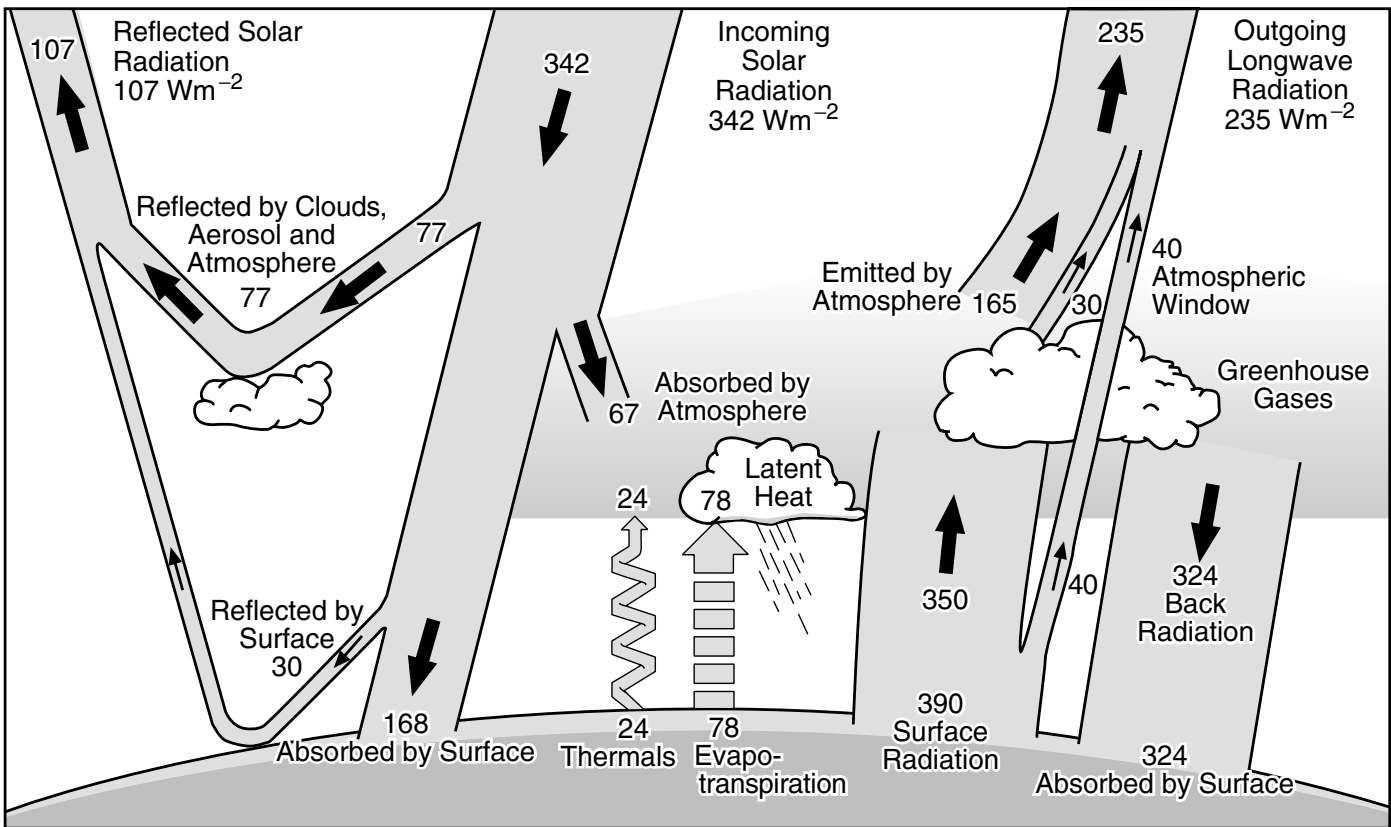 107
Reflected Solar
Radiation
107 Wm⁻²
342
Incoming
Solar
Radiation
342 Wm⁻²
235
Outgoing
Longwave
Radiation
235 Wm⁻²
Reflected by Clouds,
Aerosol and
Atmosphere
77
77
Emitted by
Atmosphere
165
30
40
Atmospheric
Window
Greenhouse
Gases
67
Absorbed by
Atmosphere
24
78
Latent
Heat
350
40
324
Back
Radiation
Reflected by
Surface
30
168
Absorbed by Surface
24
Thermals
78
Evapo-
transpiration
390
Surface
Radiation
324
Absorbed by Surface